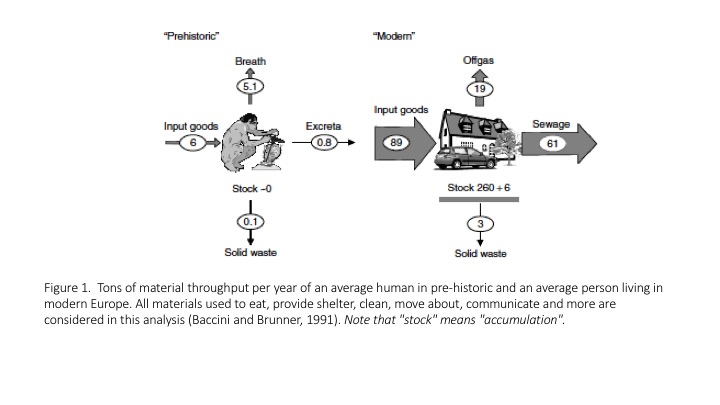 "Prehistoric"
Breath
5.1
Input goods
6
Excreta
0.8
Stock ~0
0.1
Solid waste
"Modern"
Offgas
19
Input goods
89
Sewage
61
Stock 260+6
3
Solid waste
Figure 1. Tons of material throughput per year of an average human in pre-historic and an average person living in
modern Europe. All materials used to eat, provide shelter, clean, move about, communicate and more are
considered in this analysis (Baccini and Brunner, 1991). Note that "stock" means "accumulation".